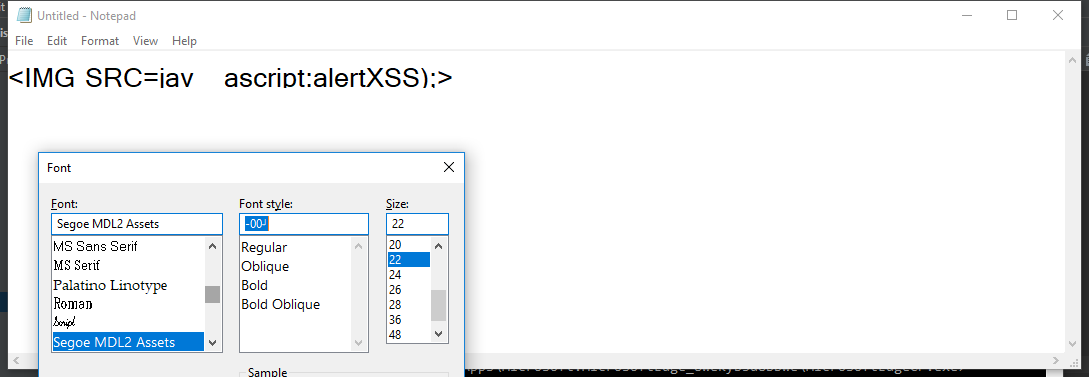 Untitled - Notepad
File Edit Format View Help
<IMG SRC=jav ascript:alertXSS);>
Font
Font: Font style: Size:
Segoe MDL2 Assets 22
MS Sans Serif
MS Serif
Palatino Linotype
Roman
Script
Segoe MDL2 Assets
Regular
Oblique
Bold
Bold Oblique
20
22
24
26
28
36
48
Sample